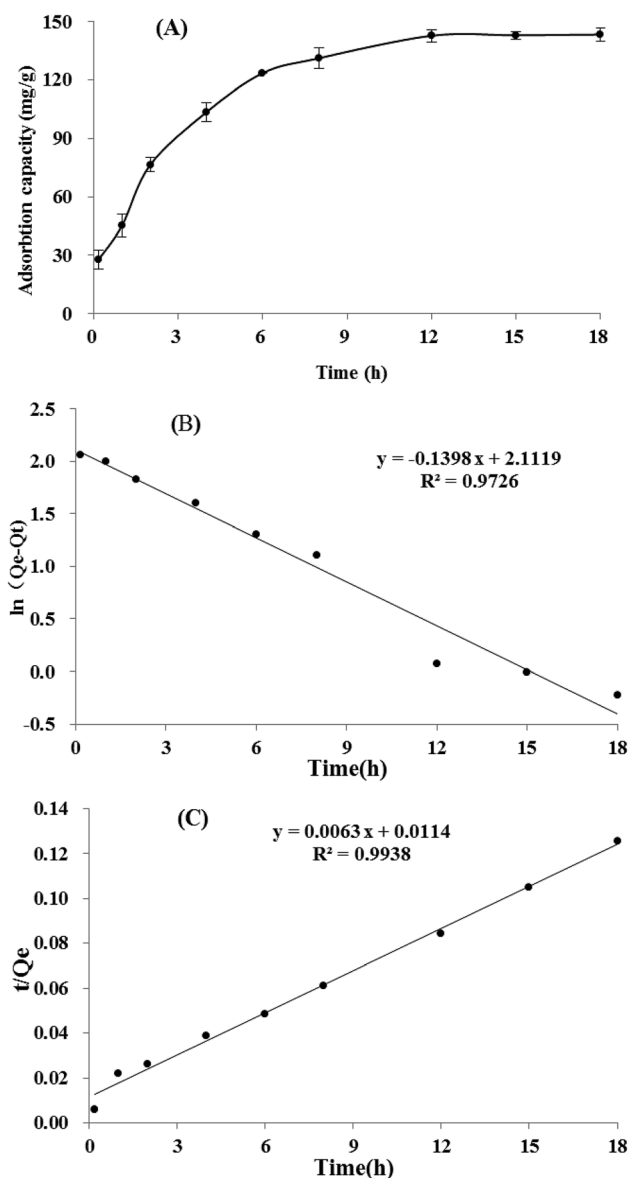 (A)
150
120
90
60
30
0
Adsorbtion capacity (mg/g)
0 3 6 9 12 15 18
Time (h)
(B)
y = -0.1398 x + 2.1119
R² = 0.9726
2.5
2.0
1.5
1.0
0.5
0.0
-0.5
ln（Qe-Qt)
0 3 6 9 12 15 18
Time(h)
(C)
y = 0.0063 x + 0.0114
R² = 0.9938
0.14
0.12
0.10
0.08
0.06
0.04
0.02
0.00
t/Qe
0 3 6 9 12 15 18
Time(h)